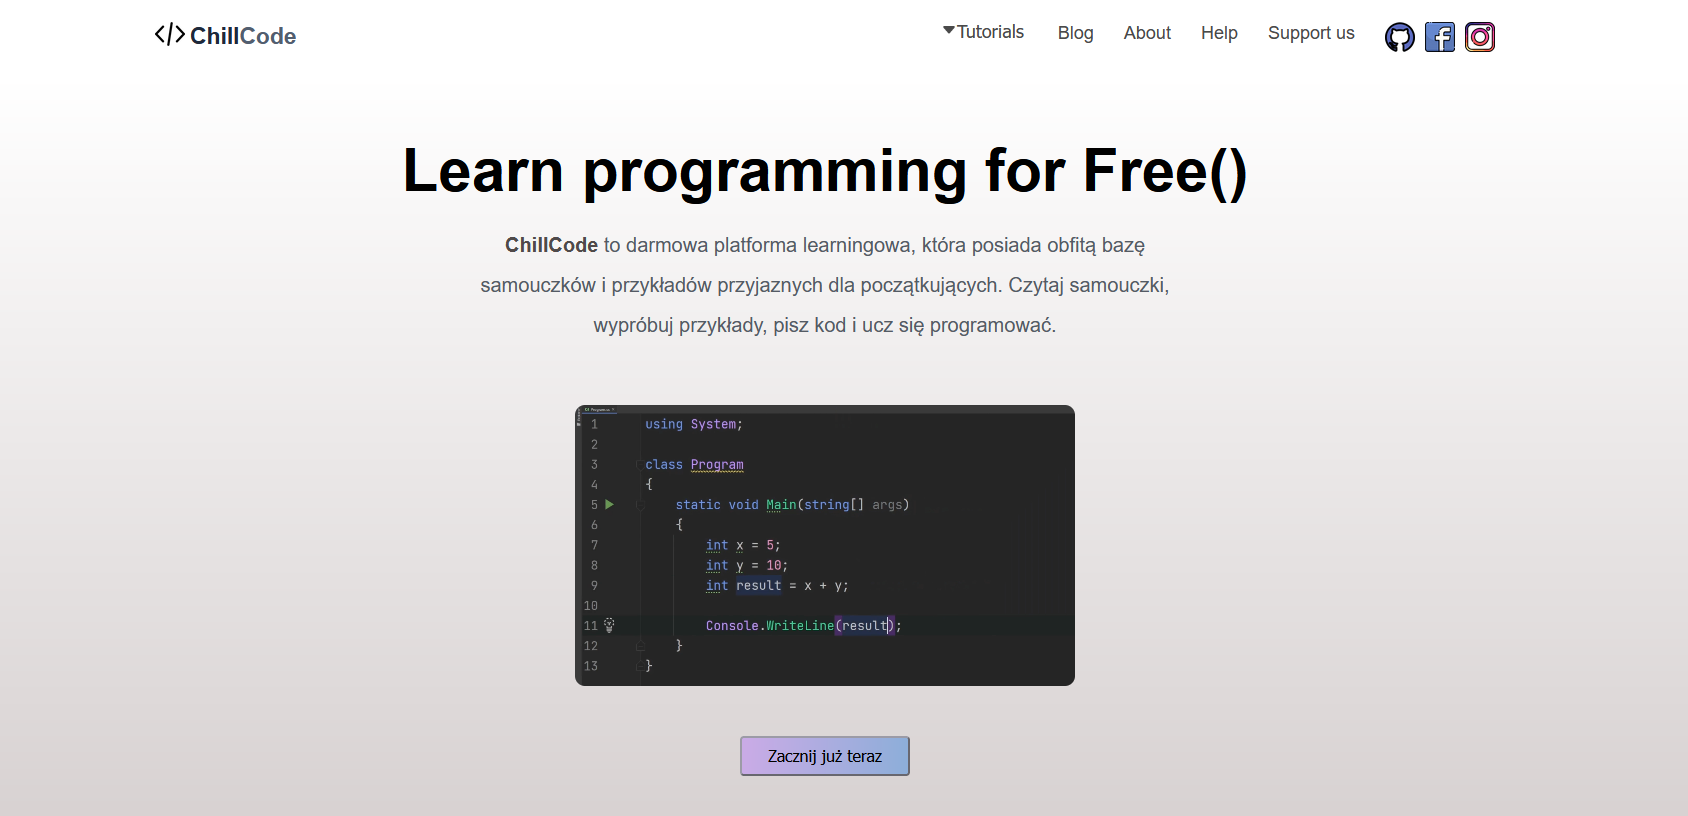 </> ChillCode
Tutorials Blog About Help Support us
Learn programming for Free()
ChillCode to darmowa platforma learningowa, która posiada obfitą bazę
samouczków i przykładów przyjaznych dla początkujących. Czytaj samouczki,
wypróbuj przykłady, pisz kod i ucz się programować.
1 using System;
2
3 class Program
4 {
5 static void Main(string[] args)
6 {
7 int x = 5;
8 int y = 10;
9 int result = x + y;
10
11 Console.WriteLine(result);
12 }
13 }
Zacznij już teraz